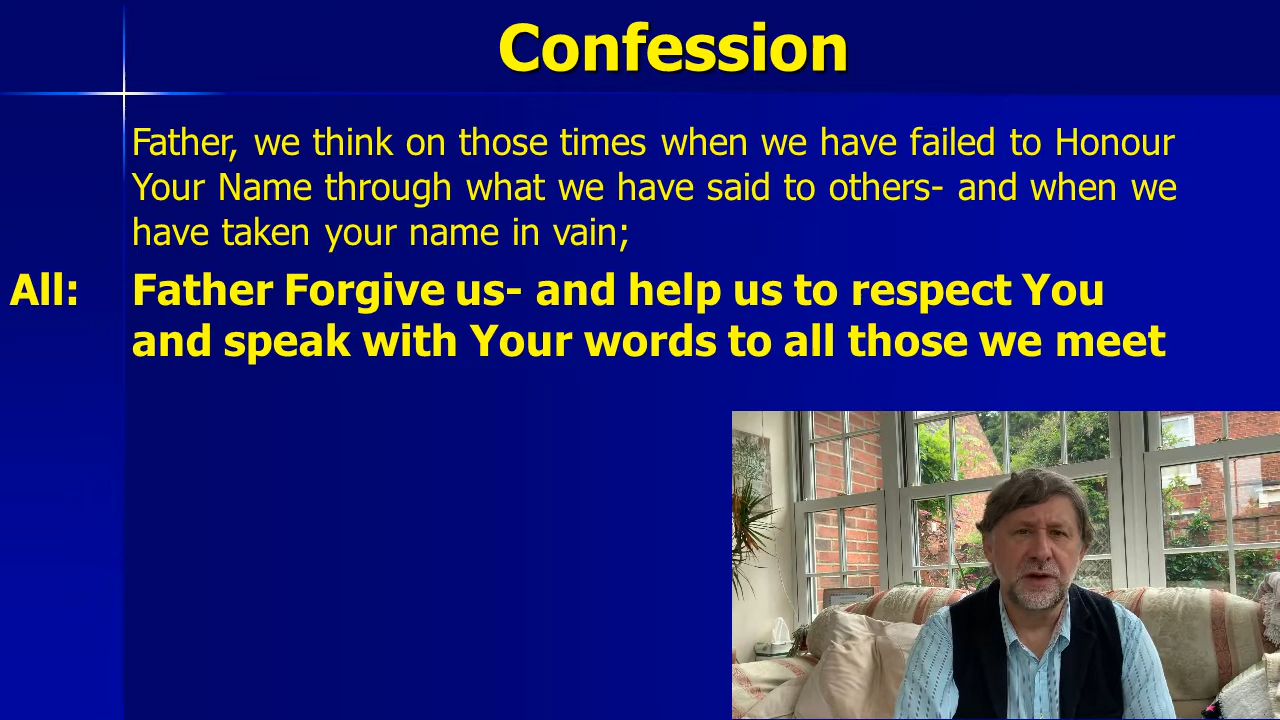 Confession
Father, we think on those times when we have failed to Honour
Your Name through what we have said to others- and when we
have taken your name in vain;
All: Father Forgive us- and help us to respect You
and speak with Your words to all those we meet